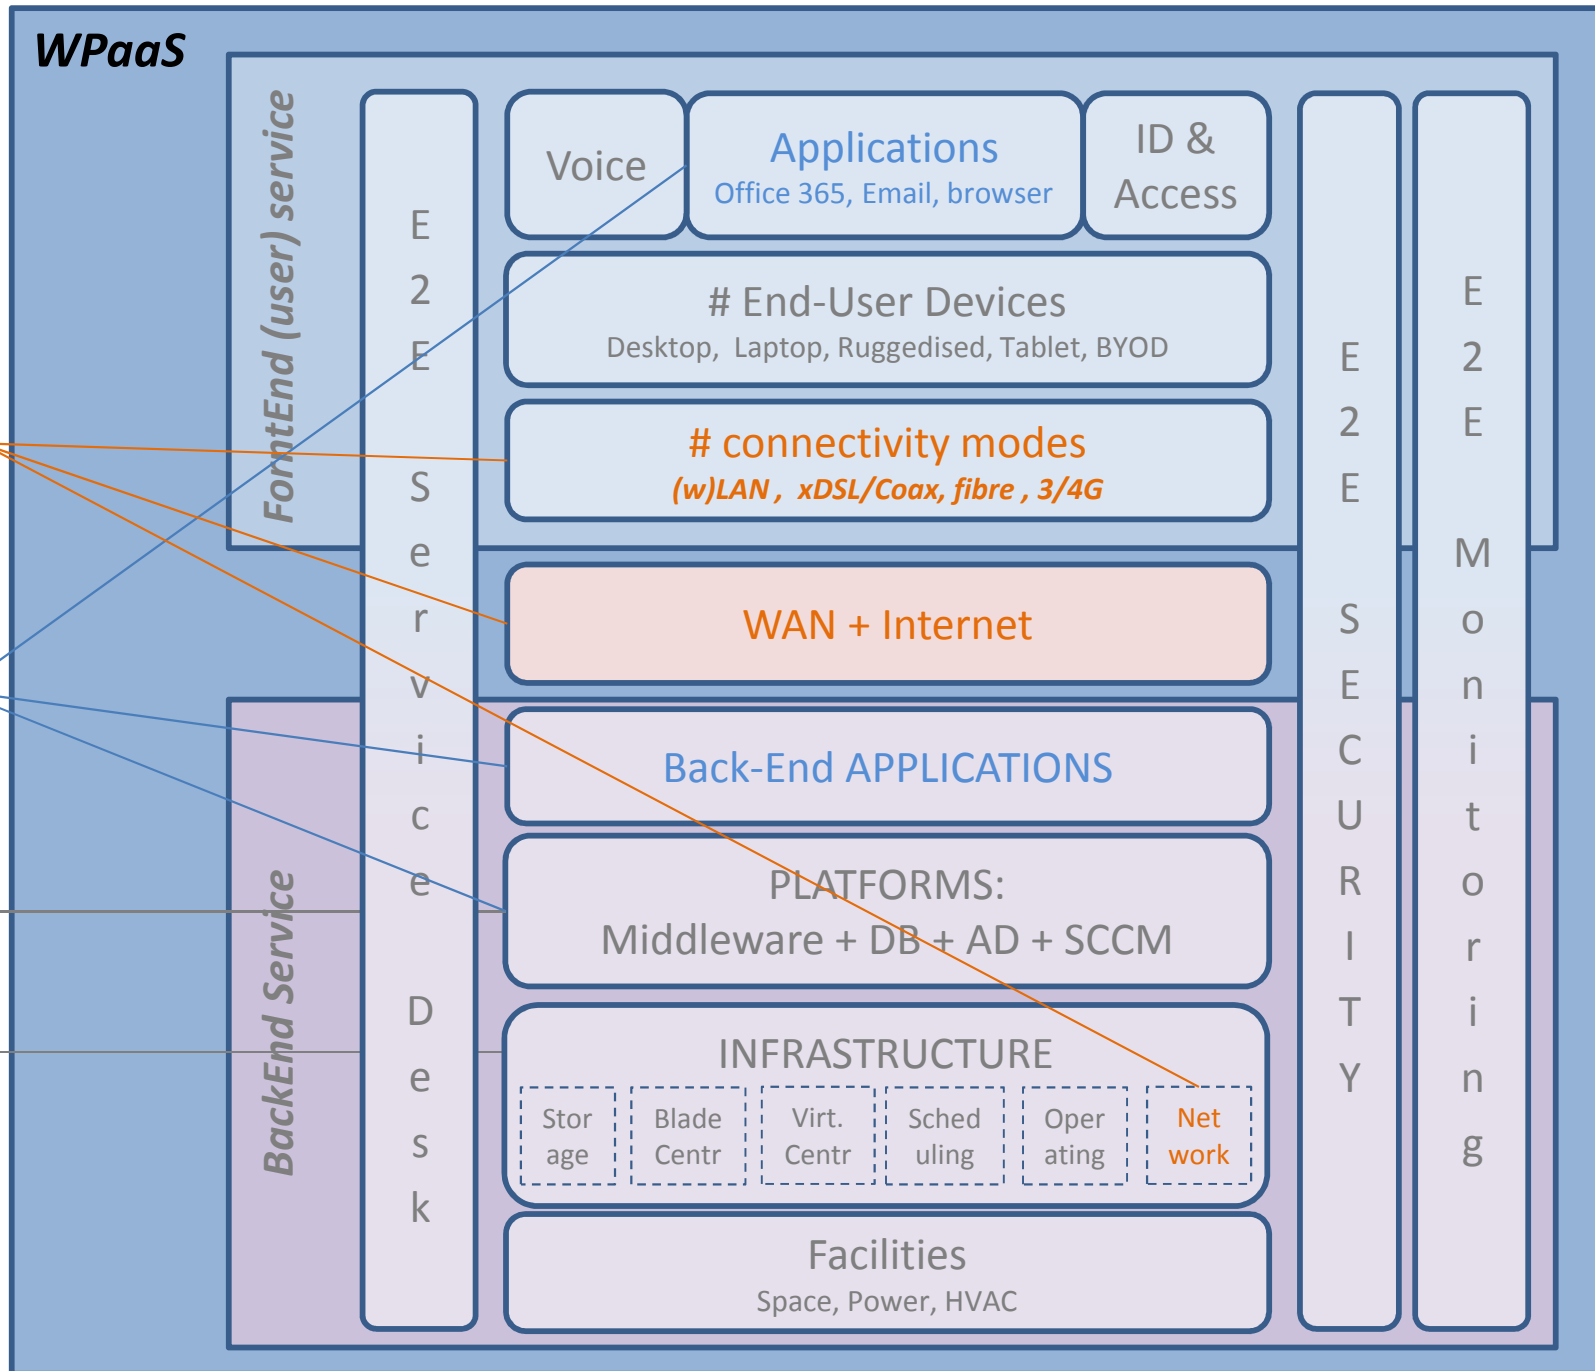 WPaaS
ForntEnd (user) service
E2E Service Desk
Voice
Applications
Office 365, Email, browser
ID &
Access
# End-User Devices
Desktop, Laptop, Ruggedised, Tablet, BYOD
# connectivity modes
(w)LAN , xDSL/Coax, fibre , 3/4G
WAN + Internet
BackEnd Service
Back-End APPLICATIONS
PLATFORMS:
Middleware + DB + AD + SCCM
INFRASTRUCTURE
Stor
age
Blade
Centr
Virt.
Centr
Sched
uling
Oper
ating
Net
work
Facilities
Space, Power, HVAC
E2E SECURITY
E2E Monitoring